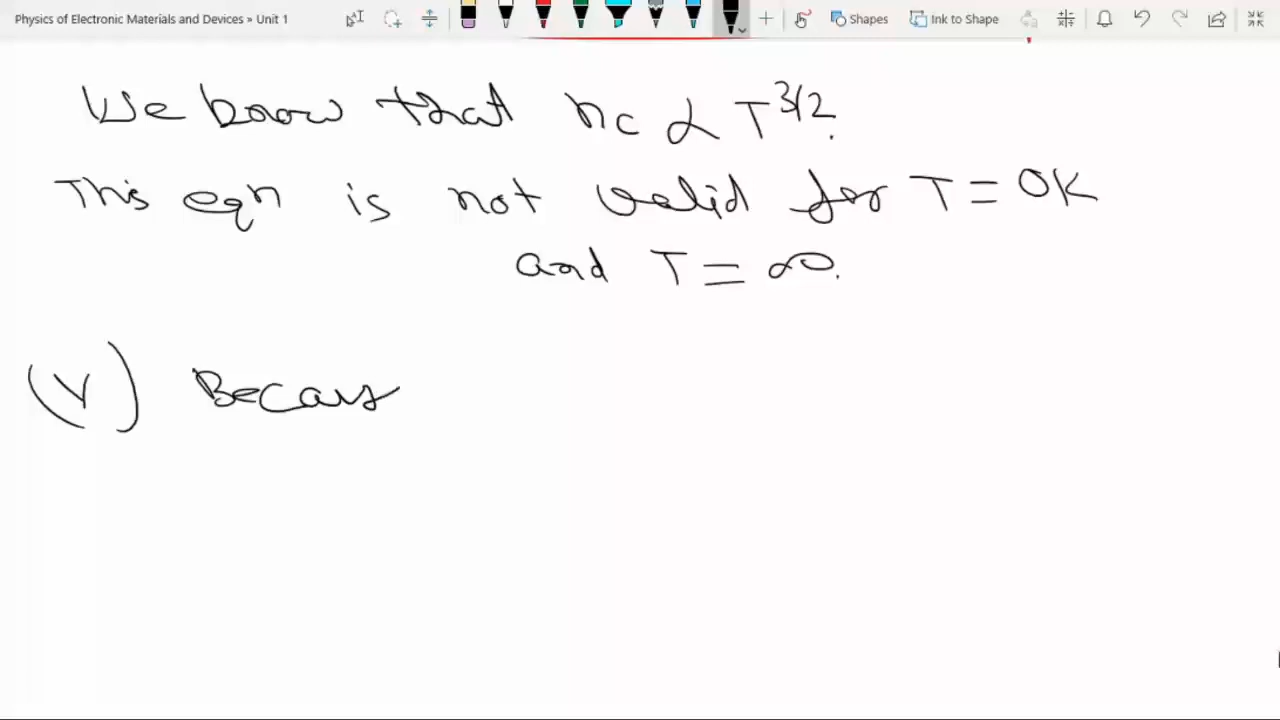 Physics of Electronic Materials and Devices » Unit 1
Shapes
Ink to Shape
We know that nc α T^3/2.
This eqn is not valid for T = 0K
and T = ∞.
(V) Becaus